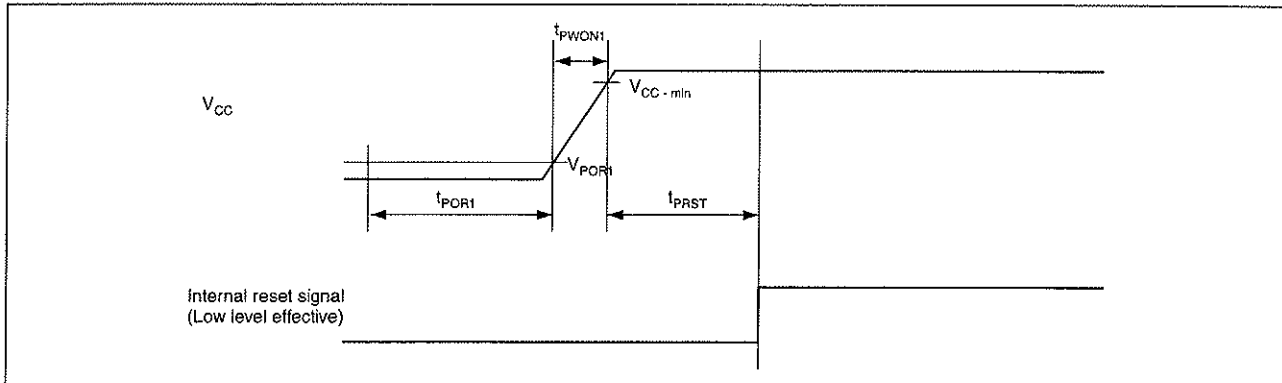 tPWON1
VCC
VCC - min
VPOR1
tPOR1
tPRST
Internal reset signal
(Low level effective)